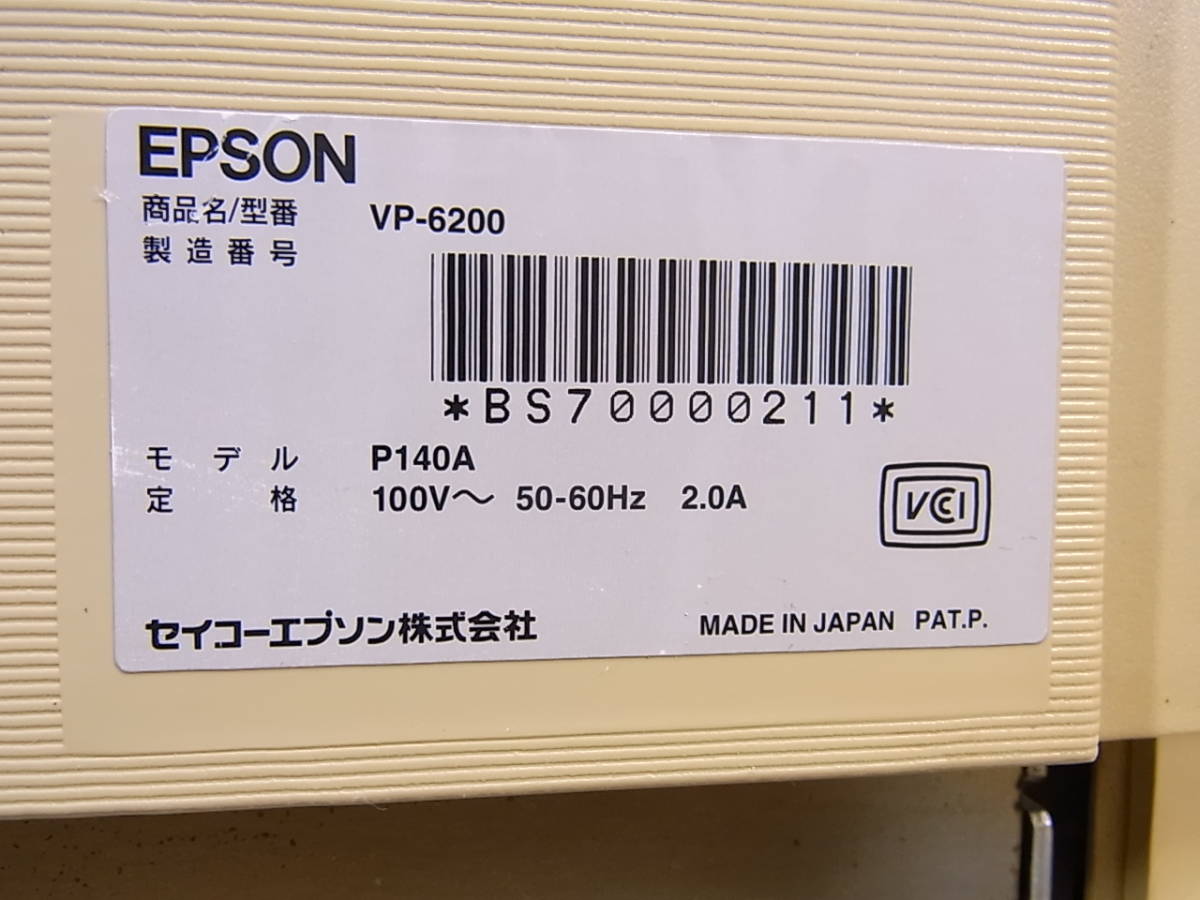 EPSON
商品名/型番 VP-6200
製造番号
*BS70000211*
モデル P140A
定格 100V〜 50-60Hz 2.0A
VCCI
セイコーエプソン株式会社 MADE IN JAPAN PAT.P.